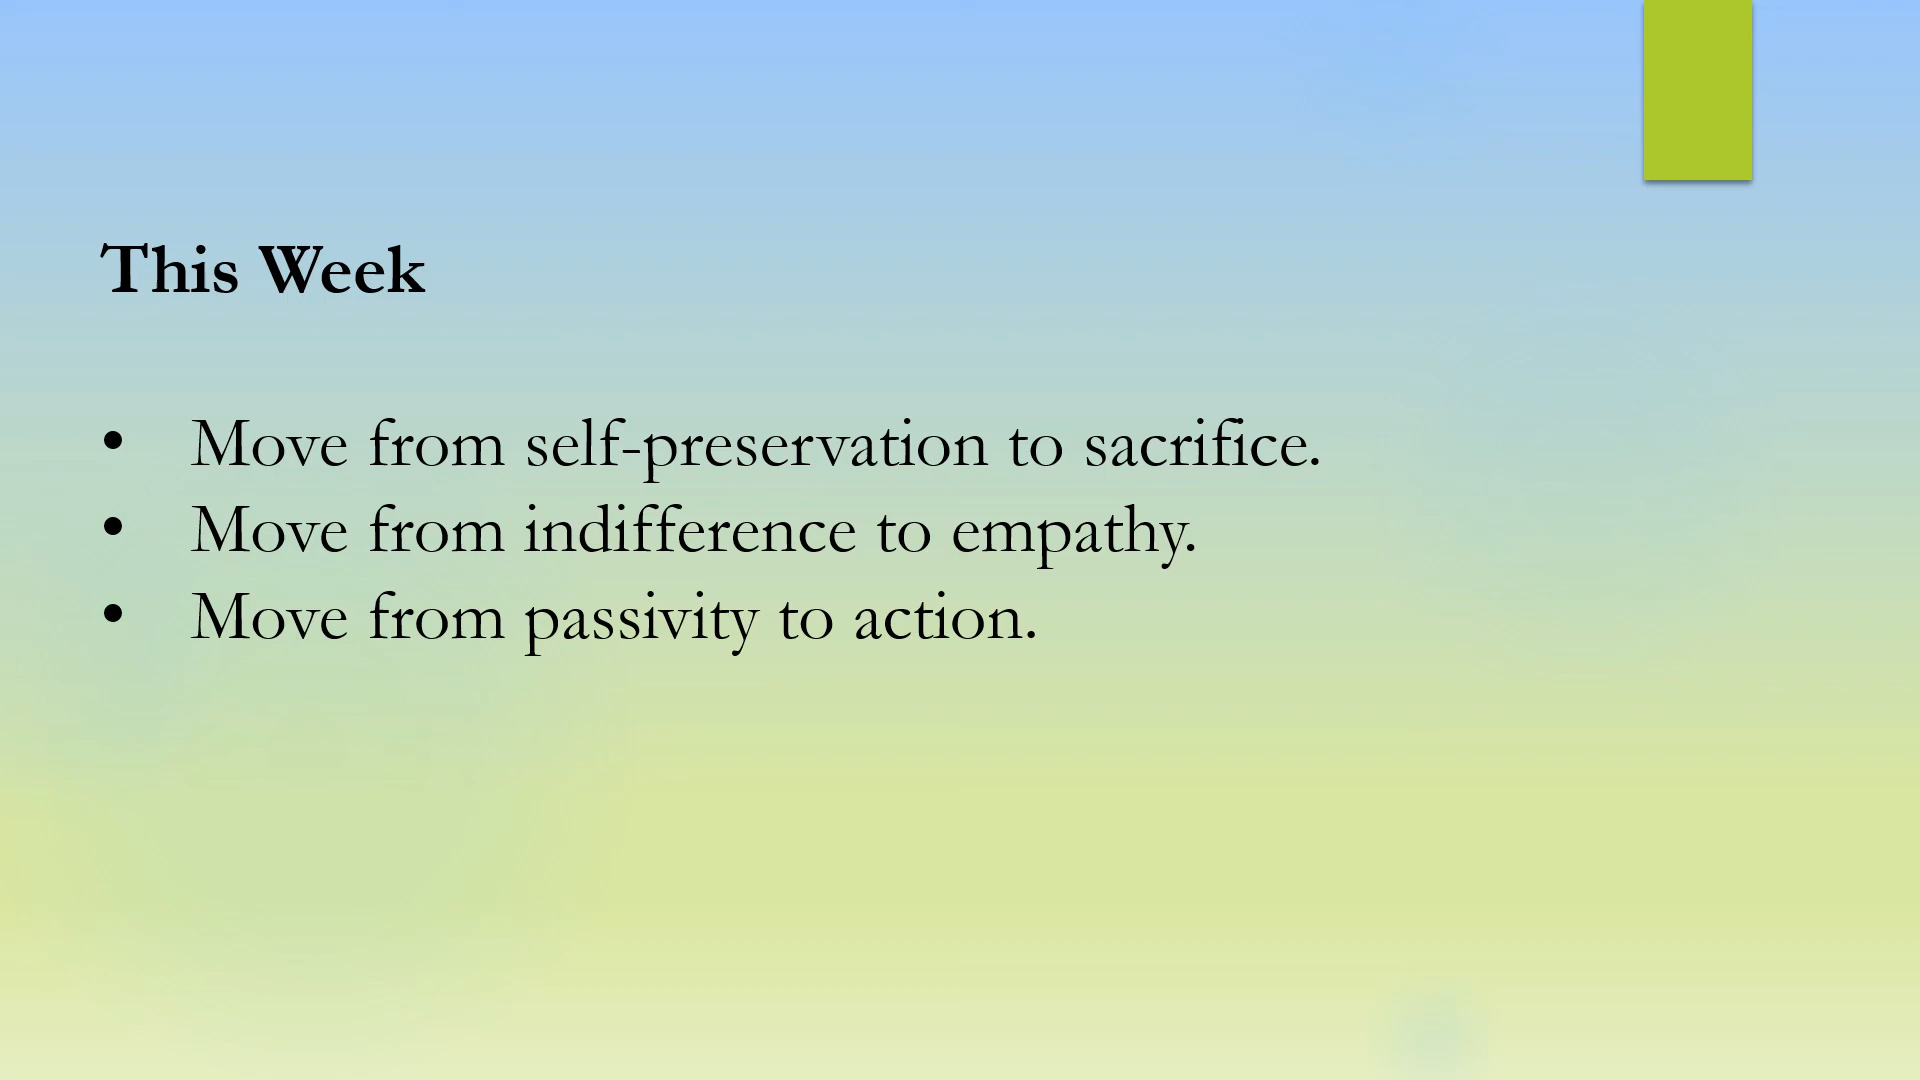 This Week
• Move from self-preservation to sacrifice.
• Move from indifference to empathy.
• Move from passivity to action.